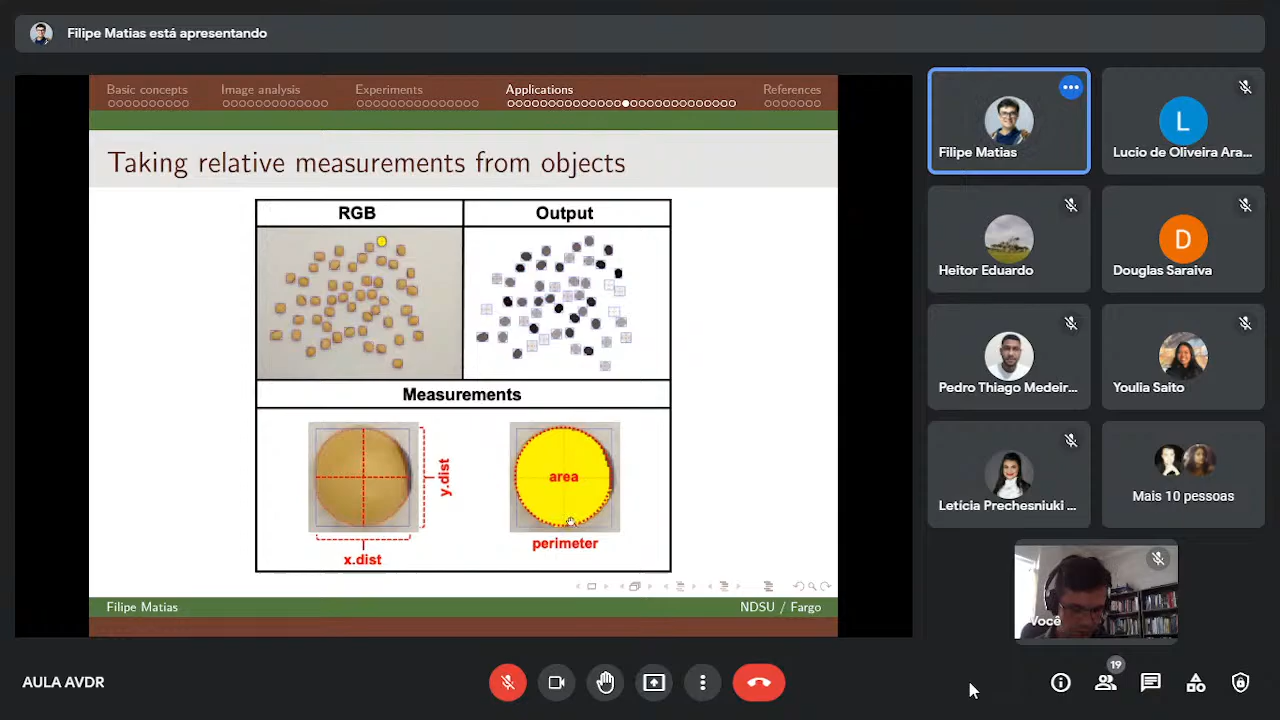 Filipe Matias está apresentando
Basic concepts
Image analysis
Experiments
Applications
References
Taking relative measurements from objects
RGB
Output
Measurements
y.dist
x.dist
area
perimeter
Filipe Matias
NDSU / Fargo
Filipe Matias
L
Lucio de Oliveira Ara...
Heitor Eduardo
D
Douglas Saraiva
Pedro Thiago Medeir...
Youlia Saito
Letícia Prechesniuki ...
Mais 10 pessoas
Você
AULA AVDR
19